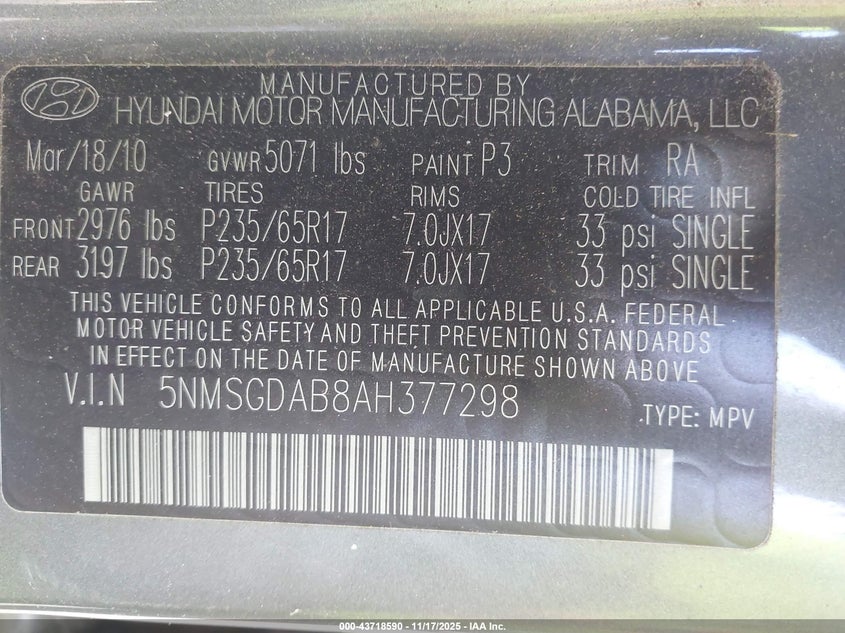 MANUFACTURED BY
HYUNDAI MOTOR MANUFACTURING ALABAMA, LLC
Mar/18/10 GVWR 5071 lbs PAINT P3 TRIM RA
GAWR TIRES RIMS COLD TIRE INFL
FRONT 2976 lbs P235/65R17 7.0JX17 33 psi SINGLE
REAR 3197 lbs P235/65R17 7.0JX17 33 psi SINGLE
THIS VEHICLE CONFORMS TO ALL APPLICABLE U.S.A. FEDERAL
MOTOR VEHICLE SAFETY AND THEFT PREVENTION STANDARDS
IN EFFECT ON THE DATE OF MANUFACTURE SHOWN ABOVE
V.I.N 5NMSGDAB8AH377298 TYPE: MPV
000-43718590 - 11/17/2025 - IAA Inc.